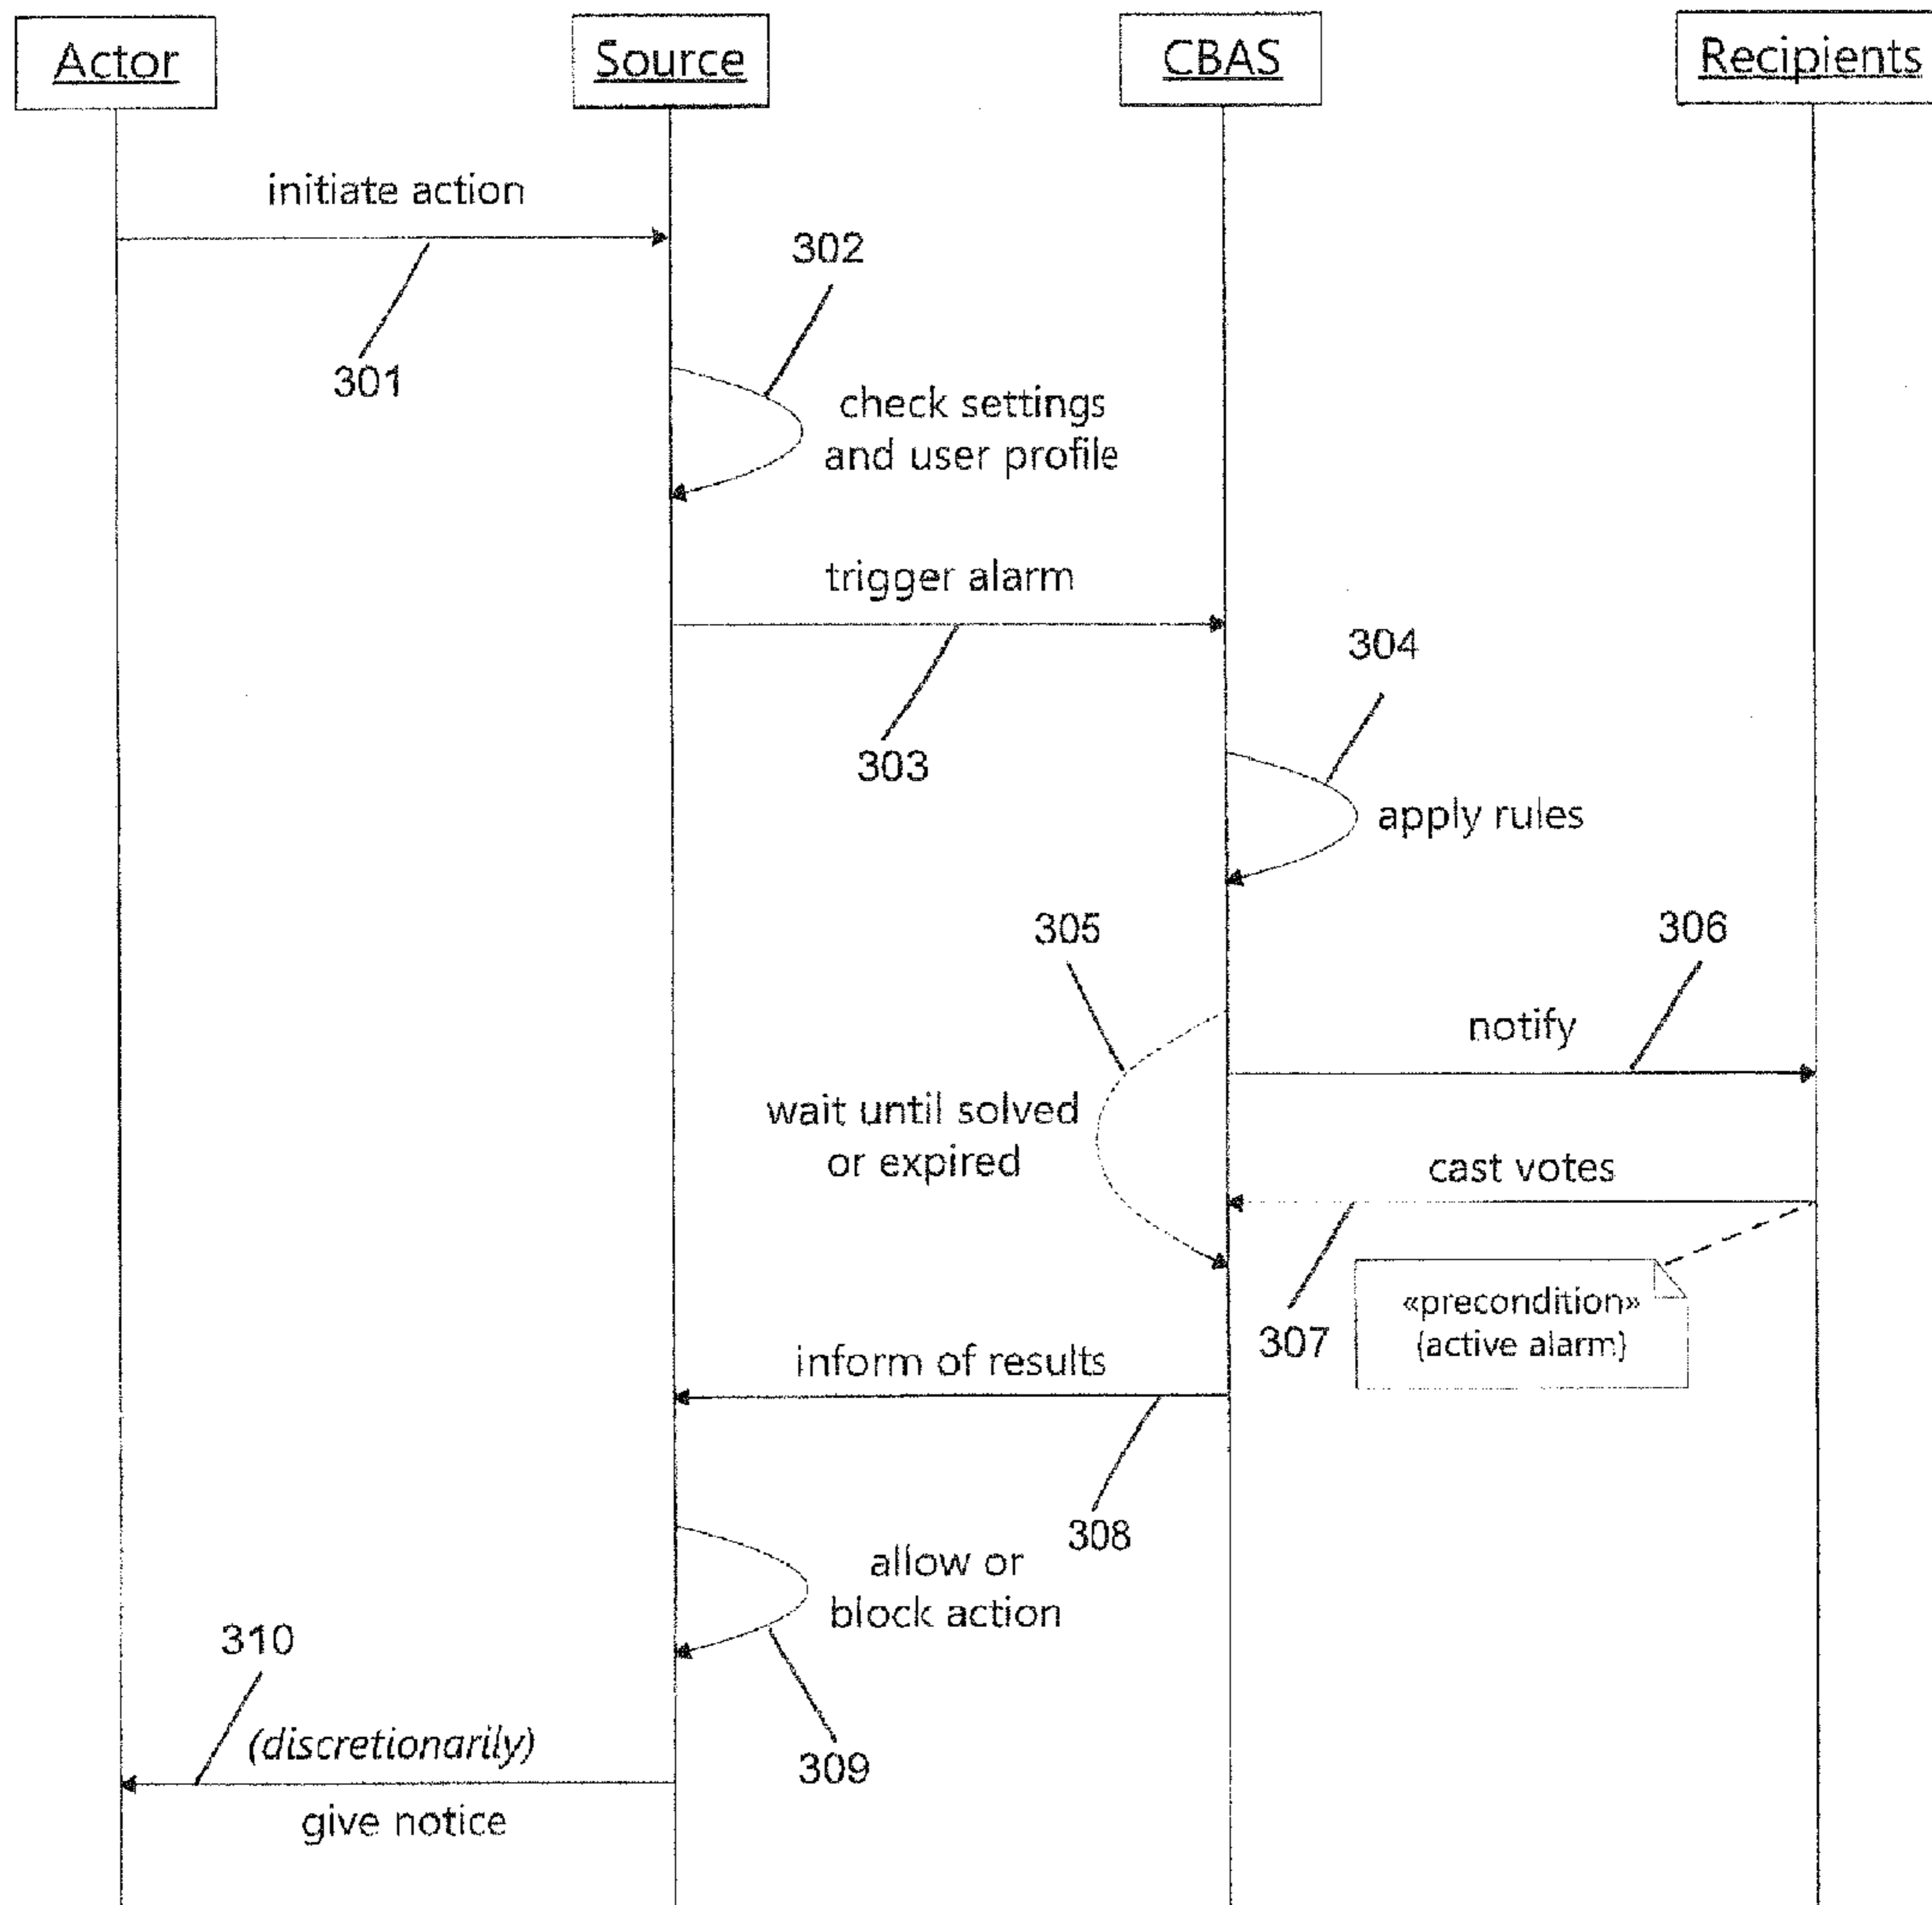 Actor
Source
CBAS
Recipients
initiate action
301
302
check settings
and user profile
trigger alarm
303
304
apply rules
305
306
notify
wait until solved
or expired
cast votes
307
«precondition»
(active alarm)
inform of results
308
allow or
block action
309
310
(discretionarily)
give notice